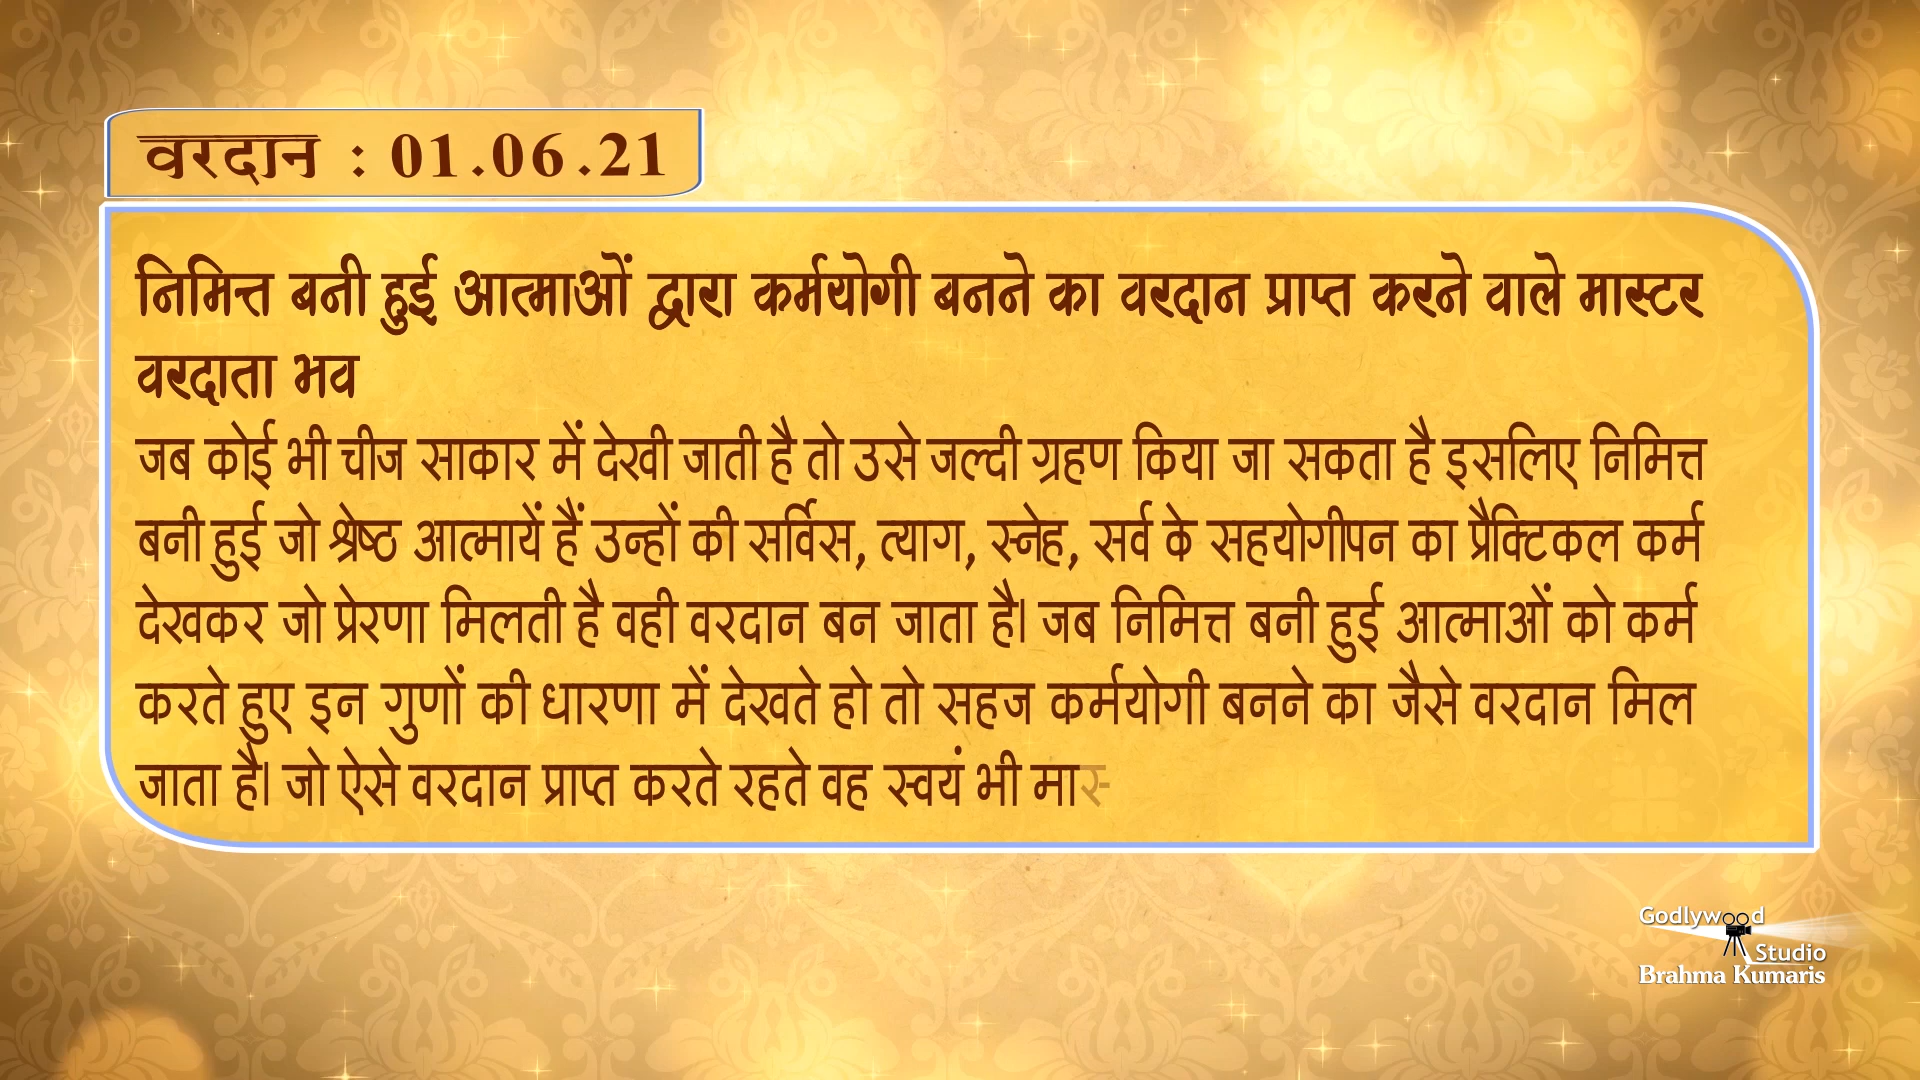 वरदान : 01.06.21
निमित्त बनी हुई आत्माओं द्वारा कर्मयोगी बनने का वरदान प्राप्त करने वाले मास्टर
वरदाता भव
जब कोई भी चीज साकार में देखी जाती है तो उसे जल्दी ग्रहण किया जा सकता है इसलिए निमित्त
बनी हुई जो श्रेष्ठ आत्मायें हैं उन्हों की सर्विस, त्याग, स्नेह, सर्व के सहयोगीपन का प्रैक्टिकल कर्म
देखकर जो प्रेरणा मिलती है वही वरदान बन जाता है। जब निमित्त बनी हुई आत्माओं को कर्म
करते हुए इन गुणों की धारणा में देखते हो तो सहज कर्मयोगी बनने का जैसे वरदान मिल
जाता है। जो ऐसे वरदान प्राप्त करते रहते वह स्वयं भी मास्
Godlywood
Studio
Brahma Kumaris